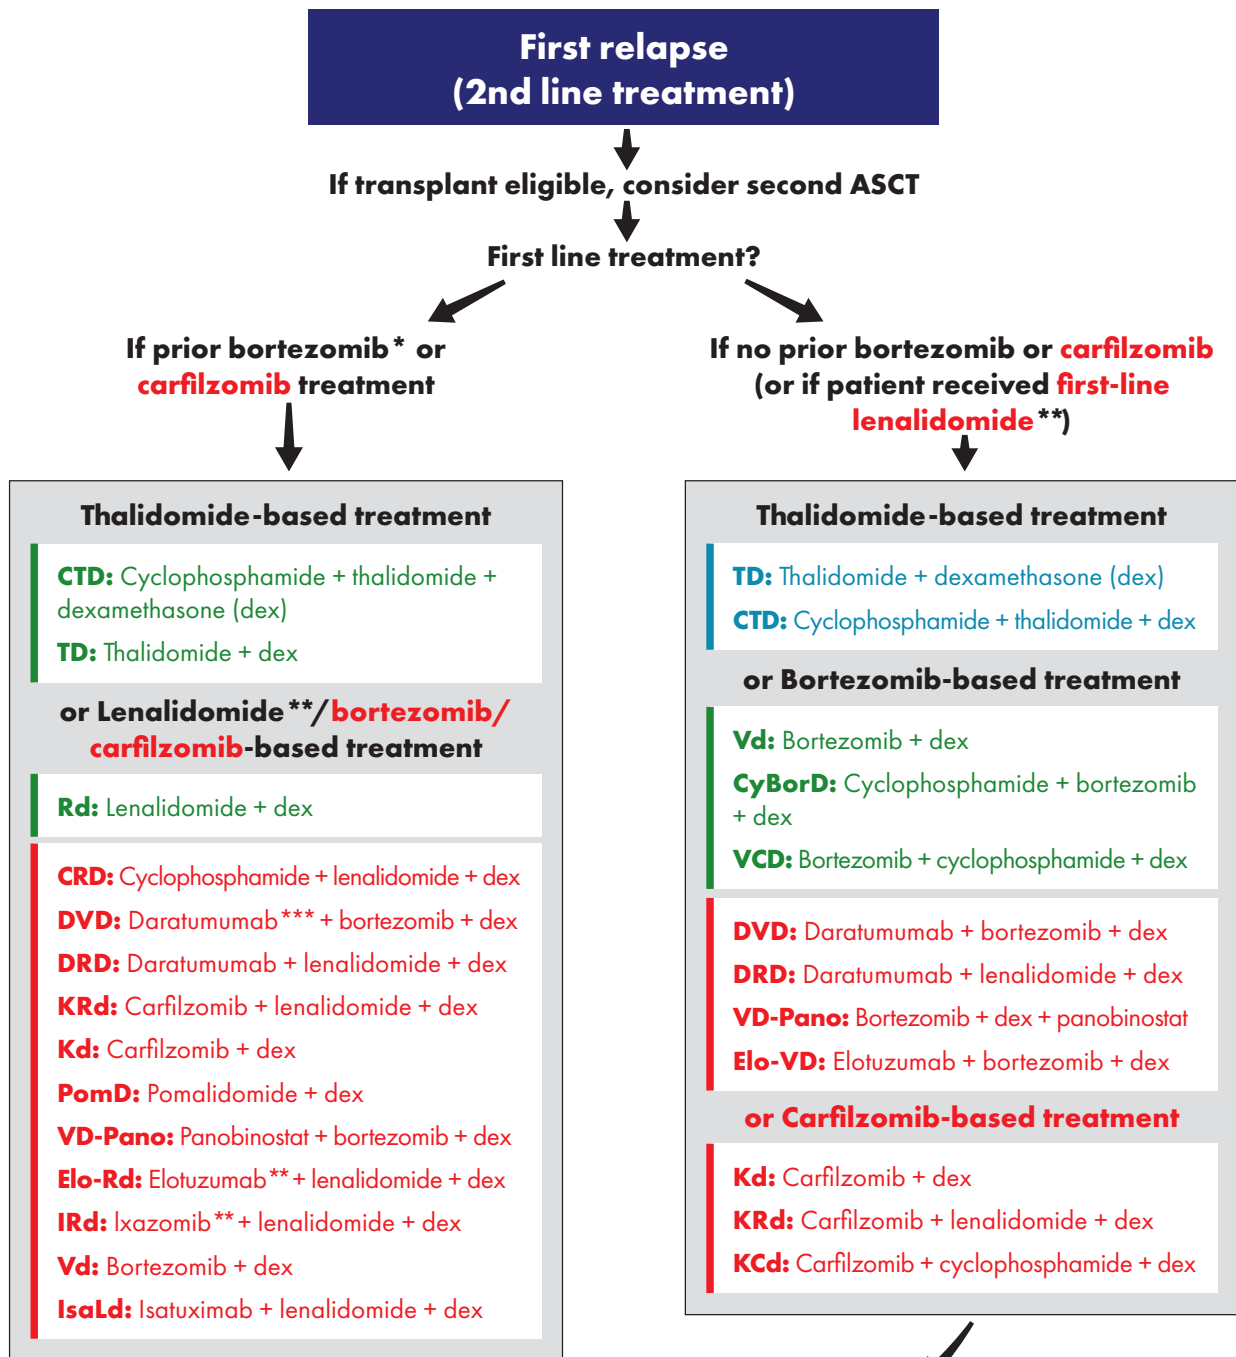 First relapse
(2nd line treatment)
If transplant eligible, consider second ASCT
First line treatment?
If prior bortezomib* or
carfilzomib treatment
Thalidomide-based treatment
CTD: Cyclophosphamide + thalidomide +
dexamethasone (dex)
TD: Thalidomide + dex
or Lenalidomide**/bortezomib/
carfilzomib-based treatment
Rd: Lenalidomide + dex
CRD: Cyclophosphamide + lenalidomide + dex
DVD: Daratumumab*** + bortezomib + dex
DRD: Daratumumab + lenalidomide + dex
KRd: Carfilzomib + lenalidomide + dex
Kd: Carfilzomib + dex
PomD: Pomalidomide + dex
VD-Pano: Panobinostat + bortezomib + dex
Elo-Rd: Elotuzumab** + lenalidomide + dex
IRd: Ixazomib** + lenalidomide + dex
Vd: Bortezomib + dex
IsaLd: Isatuximab + lenalidomide + dex
If no prior bortezomib or carfilzomib
(or if patient received first-line
lenalidomide**)
Thalidomide-based treatment
TD: Thalidomide + dexamethasone (dex)
CTD: Cyclophosphamide + thalidomide + dex
or Bortezomib-based treatment
Vd: Bortezomib + dex
CyBorD: Cyclophosphamide + bortezomib
+ dex
VCD: Bortezomib + cyclophosphamide + dex
DVD: Daratumumab + bortezomib + dex
DRD: Daratumumab + lenalidomide + dex
VD-Pano: Bortezomib + dex + panobinostat
Elo-VD: Elotuzumab + bortezomib + dex
or Carfilzomib-based treatment
Kd: Carfilzomib + dex
KRd: Carfilzomib + lenalidomide + dex
KCd: Carfilzomib + cyclophosphamide + dex